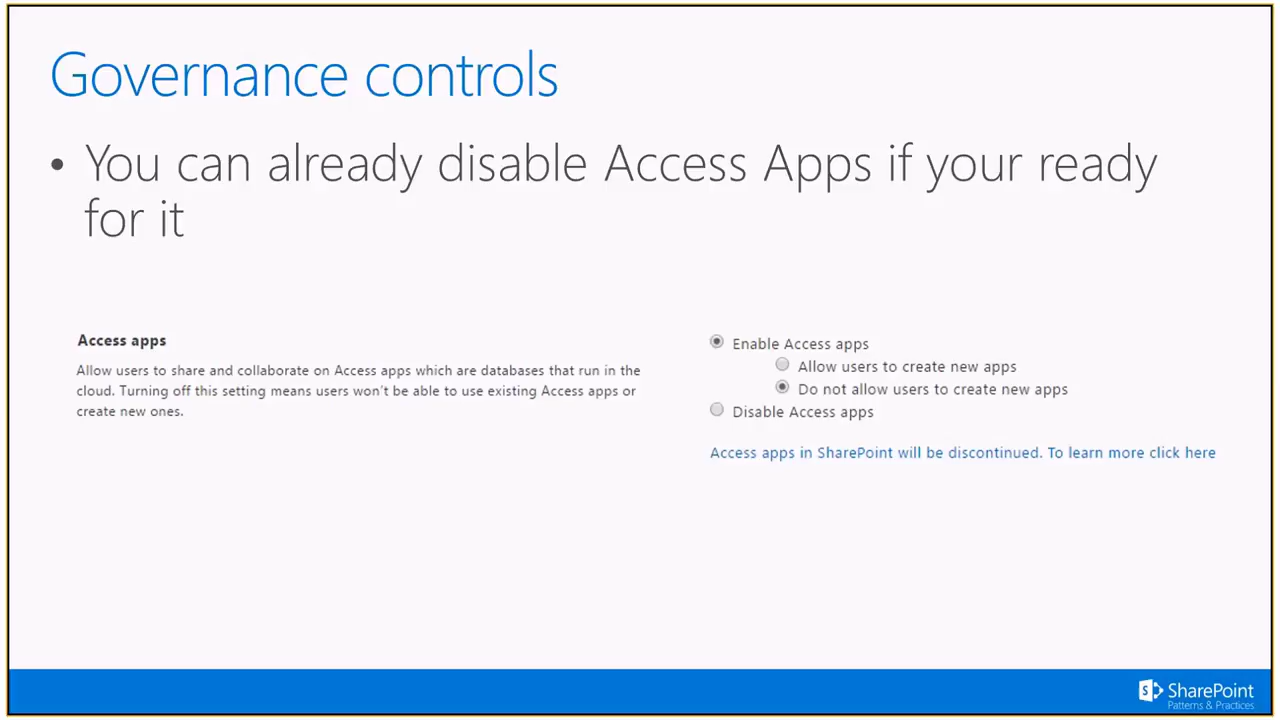 Governance controls
• You can already disable Access Apps if your ready
for it
Access apps
Allow users to share and collaborate on Access apps which are databases that run in the
cloud. Turning off this setting means users won't be able to use existing Access apps or
create new ones.
Enable Access apps
Allow users to create new apps
Do not allow users to create new apps
Disable Access apps
Access apps in SharePoint will be discontinued. To learn more click here
S
SharePoint
Patterns & Practices